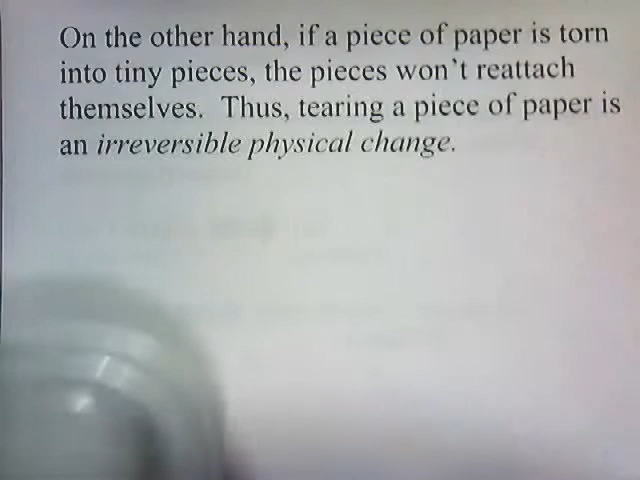 On the other hand, if a piece of paper is torn
into tiny pieces, the pieces won't reattach
themselves.  Thus, tearing a piece of paper is
an irreversible physical change.